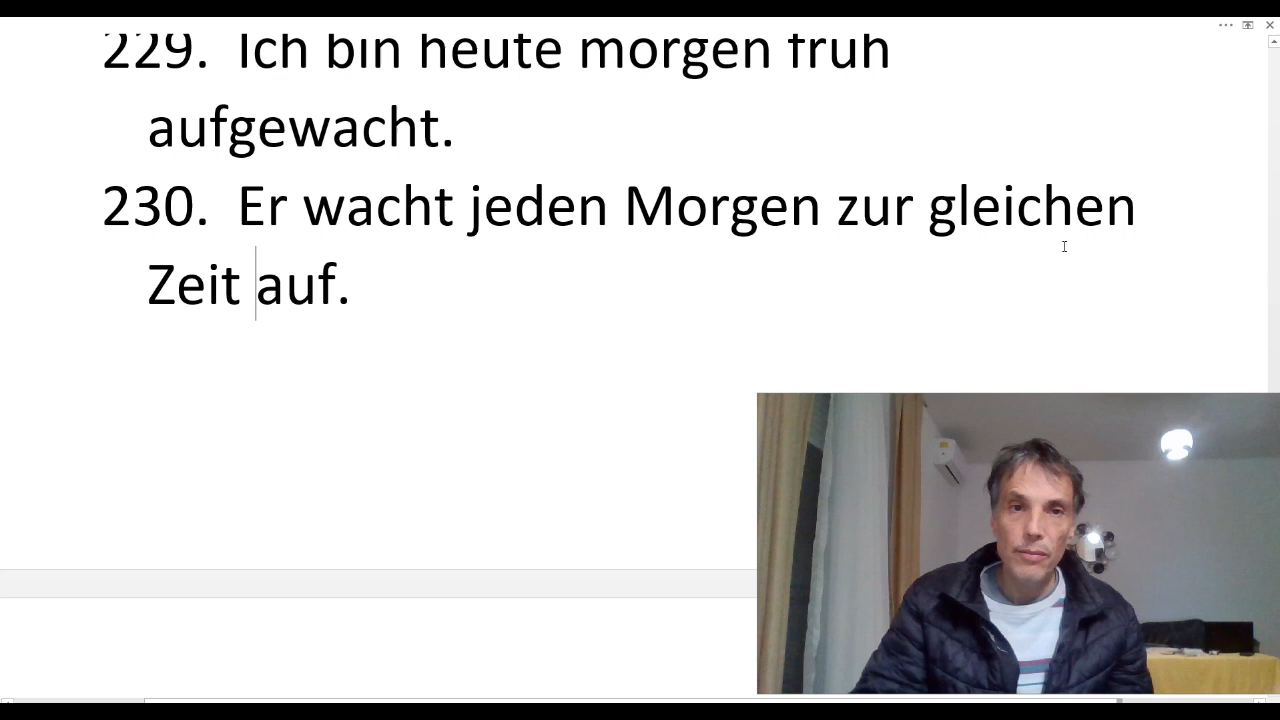 229. Ich bin heute morgen früh
aufgewacht.
230. Er wacht jeden Morgen zur gleichen
Zeit auf.